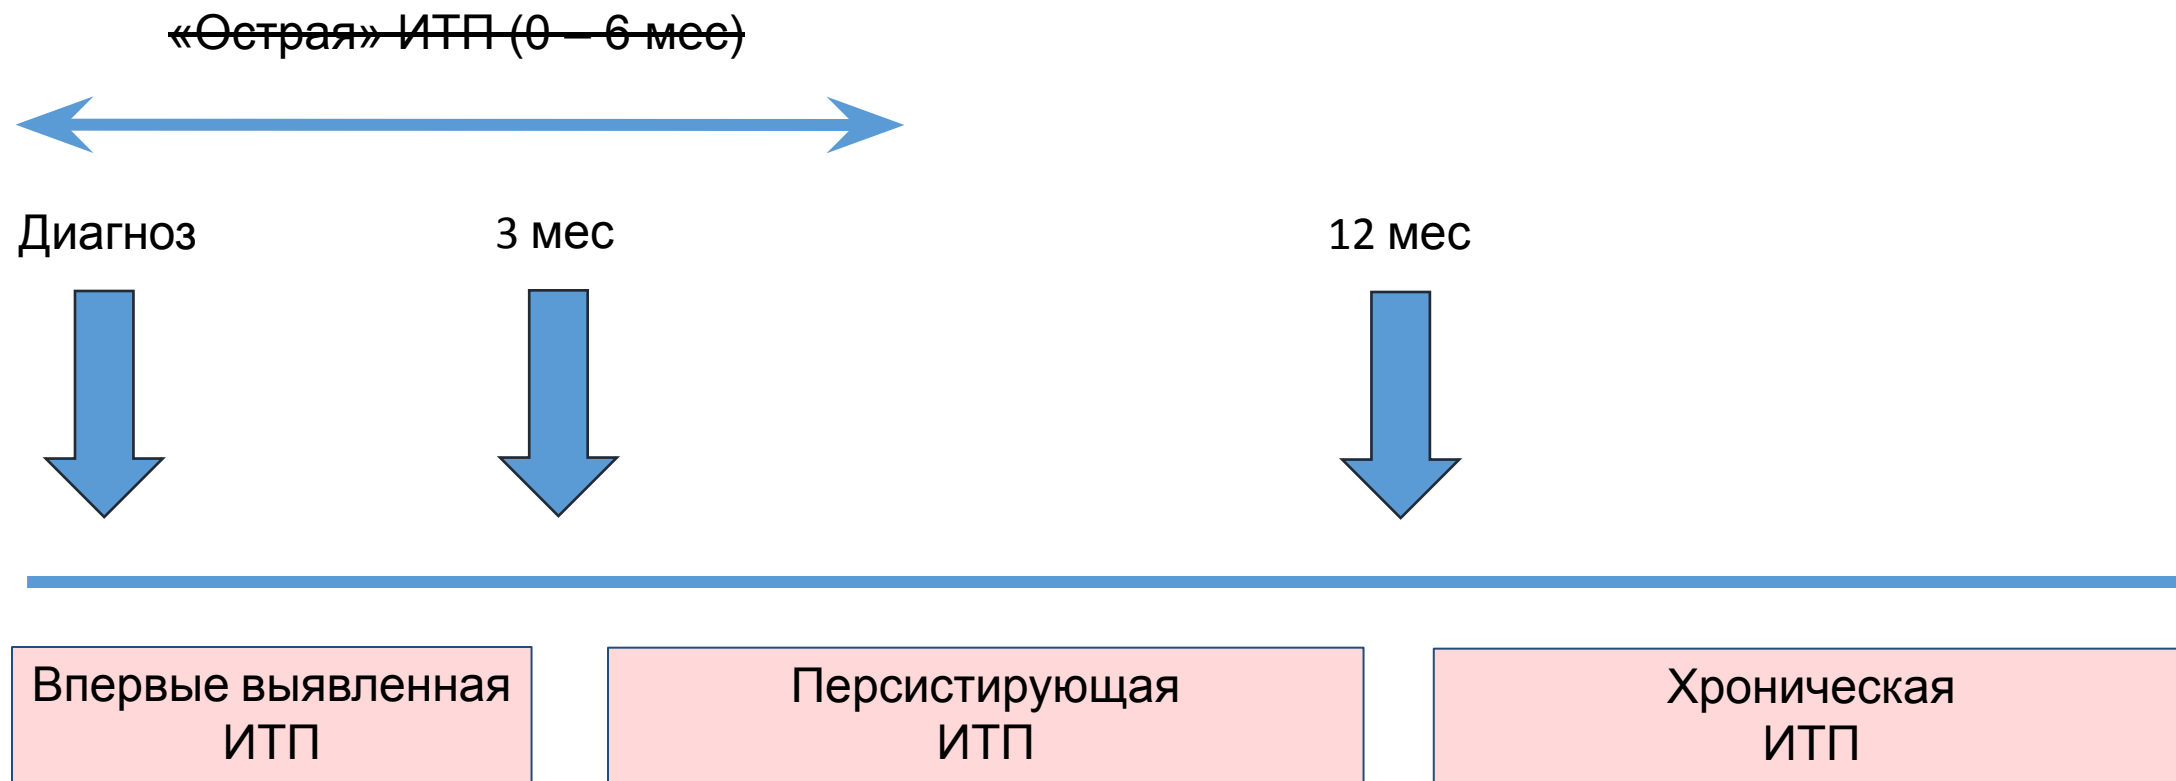 «Острая» ИТП (0 – 6 мес)
Диагноз
3 мес
12 мес
Впервые выявленная
ИТП
Персистирующая
ИТП
Хроническая
ИТП